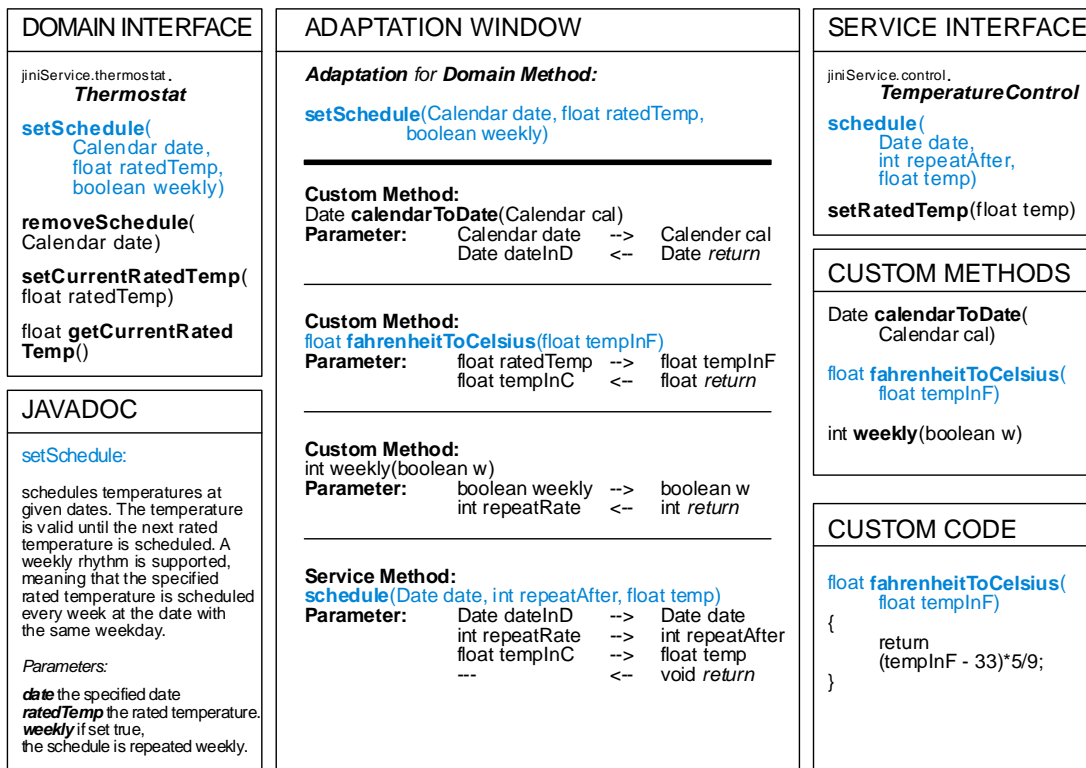 DOMAIN INTERFACE
jiniService.thermostat.
Thermostat
setSchedule(
Calendar date,
float ratedTemp,
boolean weekly)
removeSchedule(
Calendar date)
setCurrentRatedTemp(
float ratedTemp)
float getCurrentRated
Temp()
JAVADOC
setSchedule:
schedules temperatures at
given dates. The temperature
is valid until the next rated
temperature is scheduled. A
weekly rhythm is supported,
meaning that the specified
rated temperature is scheduled
every week at the date with
the same weekday.
Parameters:
date the specified date
ratedTemp the rated temperature.
weekly if set true,
the schedule is repeated weekly.
ADAPTATION WINDOW
Adaptation for Domain Method:
setSchedule(Calendar date, float ratedTemp,
boolean weekly)
Custom Method:
Date calendarToDate(Calendar cal)
Parameter: Calendar date --> Calender cal
Date dateInD <-- Date return
Custom Method:
float fahrenheitToCelsius(float tempInF)
Parameter: float ratedTemp --> float tempInF
float tempInC <-- float return
Custom Method:
int weekly(boolean w)
Parameter: boolean weekly --> boolean w
int repeatRate <-- int return
Service Method:
schedule(Date date, int repeatAfter, float temp)
Parameter: Date dateInD --> Date date
int repeatRate --> int repeatAfter
float tempInC --> float temp
--- <-- void return
SERVICE INTERFACE
jiniService.control.
TemperatureControl
schedule(
Date date,
int repeatAfter,
float temp)
setRatedTemp(float temp)
CUSTOM METHODS
Date calendarToDate(
Calendar cal)
float fahrenheitToCelsius(
float tempInF)
int weekly(boolean w)
CUSTOM CODE
float fahrenheitToCelsius(
float tempInF)
{
return
(tempInF - 33)*5/9;
}